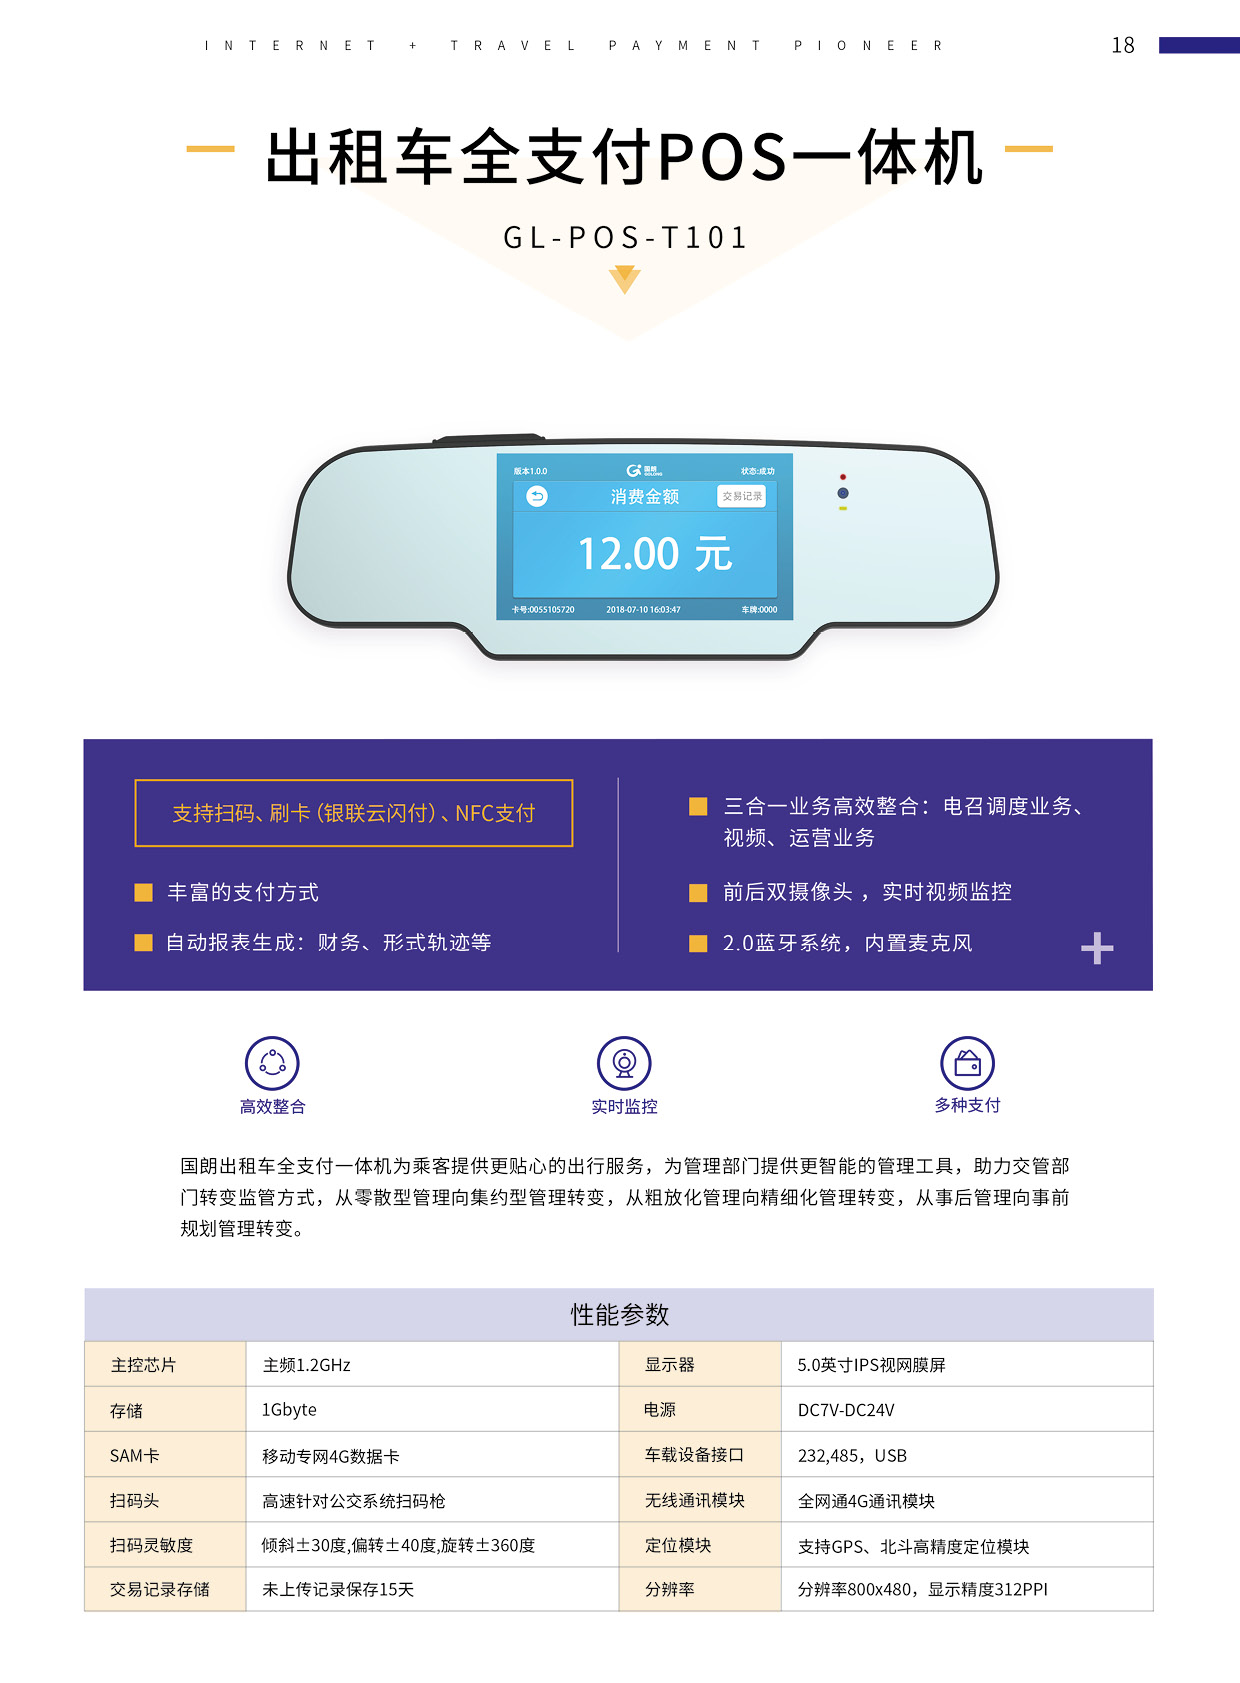 INTERNET + TRAVEL PAYMENT PIONEER
18
出租车全支付POS一体机
GL-POS-T101
版本1.0.0
国朗
状态:成功
消费金额
交易记录
12.00 元
卡号:0055105720
2018-07-10 16:03:47
车牌:0000
支持扫码、刷卡（银联云闪付）、NFC支付
丰富的支付方式
自动报表生成：财务、形式轨迹等
三合一业务高效整合：电召调度业务、
视频、运营业务
前后双摄像头 ，实时视频监控
2.0蓝牙系统，内置麦克风
高效整合
实时监控
多种支付
国朗出租车全支付一体机为乘客提供更贴心的出行服务，为管理部门提供更智能的管理工具，助力交管部
门转变监管方式，从零散型管理向集约型管理转变，从粗放化管理向精细化管理转变，从事后管理向事前
规划管理转变。
性能参数
主控芯片
主频1.2GHz
显示器
5.0英寸IPS视网膜屏
存储
1Gbyte
电源
DC7V-DC24V
SAM卡
移动专网4G数据卡
车载设备接口
232,485，USB
扫码头
高速针对公交系统扫码枪
无线通讯模块
全网通4G通讯模块
扫码灵敏度
倾斜±30度,偏转±40度,旋转±360度
定位模块
支持GPS、北斗高精度定位模块
交易记录存储
未上传记录保存15天
分辨率
分辨率800x480，显示精度312PPI